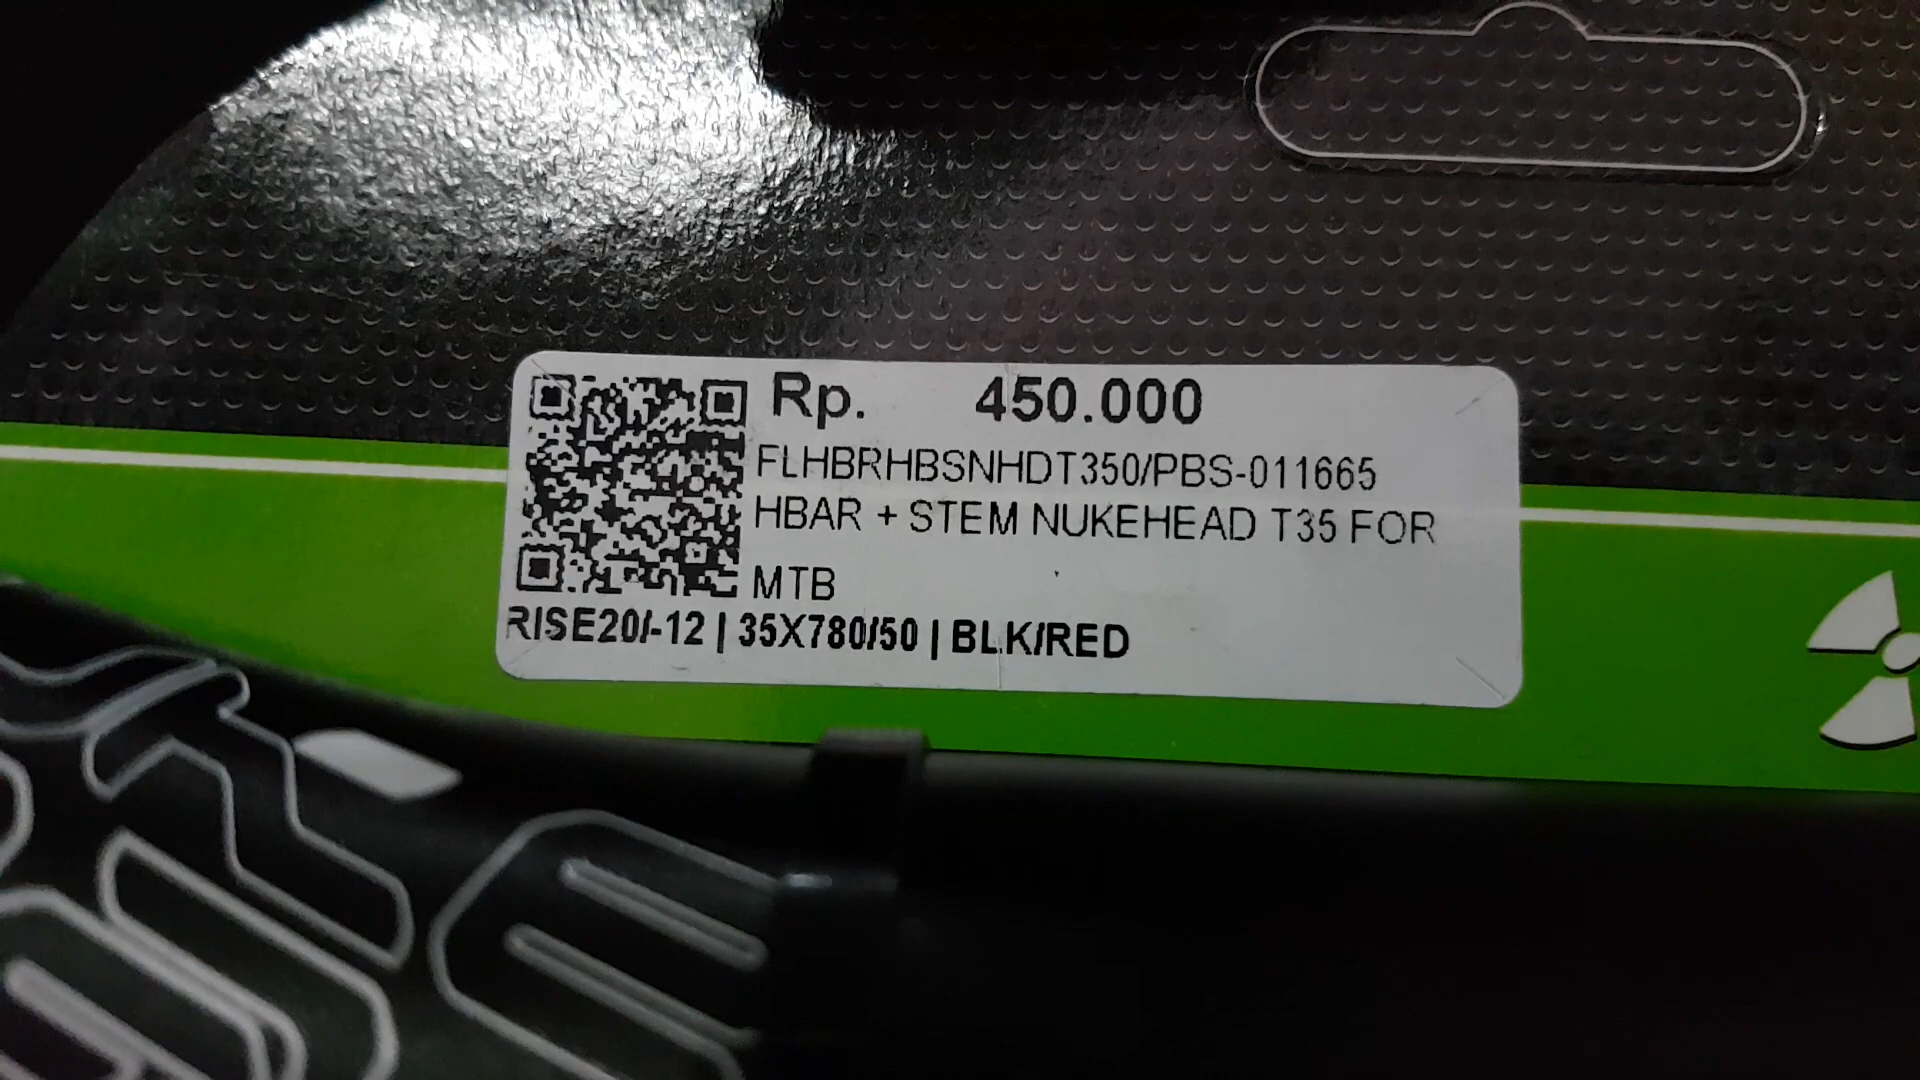 Rp. 450.000
FLHBRHBSNHDT350/PBS-011665
HBAR + STEM NUKEHEAD T35 FOR
MTB
RISE20/-12 | 35X780/50 | BLK/RED